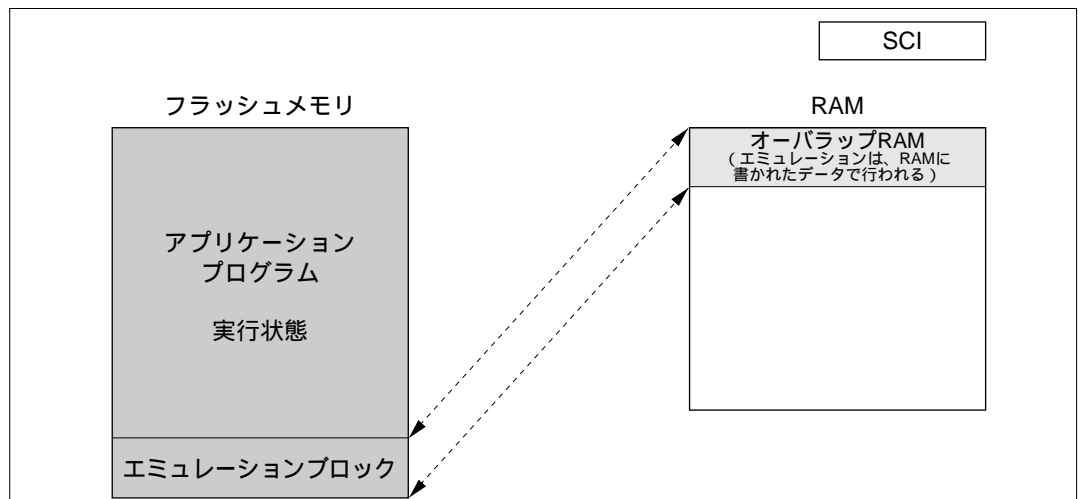 SCI
フラッシュメモリ
RAM
オーバラップRAM
(エミュレーションは、RAMに
書かれたデータで行われる)
アプリケーション
プログラム
実行状態
エミュレーションブロック